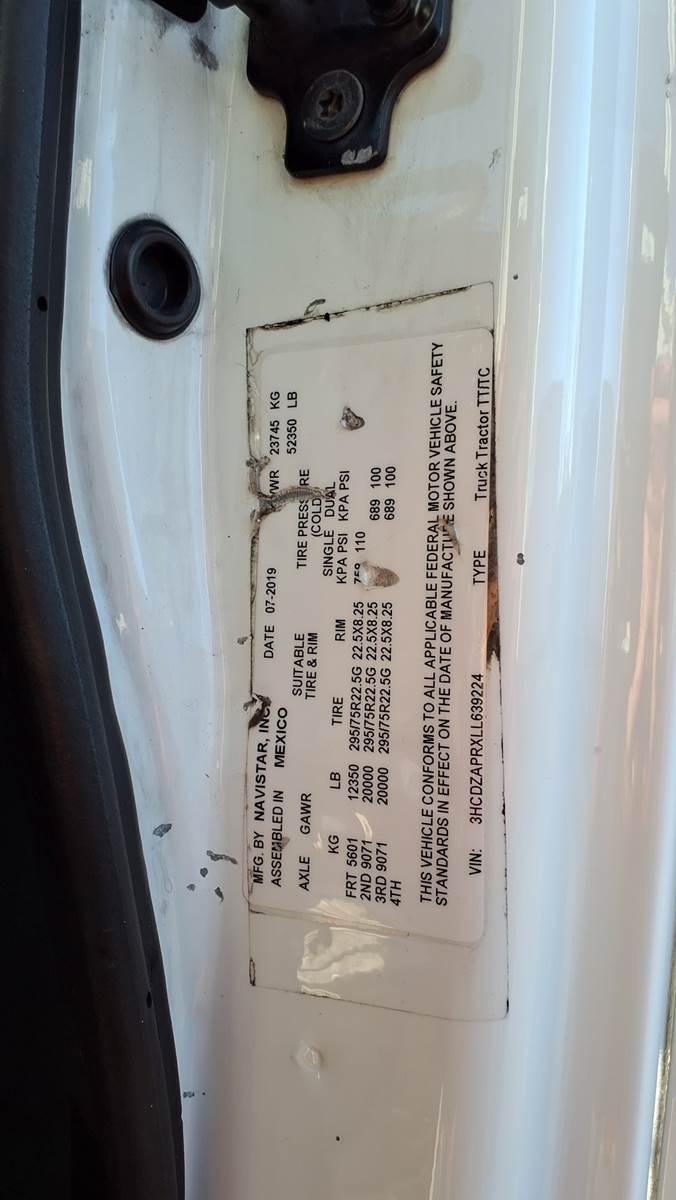 MFG. BY NAVISTAR, INC DATE 07-2019 23745 KG
ASSEMBLED IN MEXICO 52350 LB
AXLE GAWR SUITABLE TIRE & RIM TIRE (COLD)
KG LB TIRE RIM SINGLE DUAL
KPA PSI KPA PSI
FRT 5601 12350 295/75R22.5G 22.5X8.25 110
2ND 9071 20000 295/75R22.5G 22.5X8.25 689 100
3RD 9071 20000 295/75R22.5G 22.5X8.25 689 100
4TH
THIS VEHICLE CONFORMS TO ALL APPLICABLE FEDERAL MOTOR VEHICLE SAFETY
STANDARDS IN EFFECT ON THE DATE OF MANUFACTURE SHOWN ABOVE.
VIN: 3HCDZAPRXLL639224 TYPE Truck Tractor TT/TC